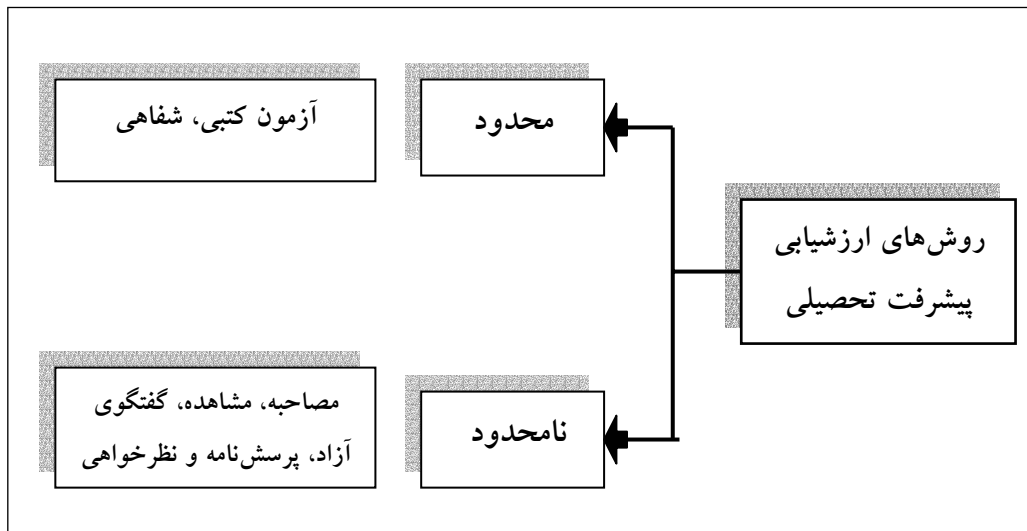 روش‌های ارزشیابی
پیشرفت تحصیلی
محدود
آزمون کتبی، شفاهی
نامحدود
مصاحبه، مشاهده، گفتگوی
آزاد، پرسش‌نامه و نظرخواهی